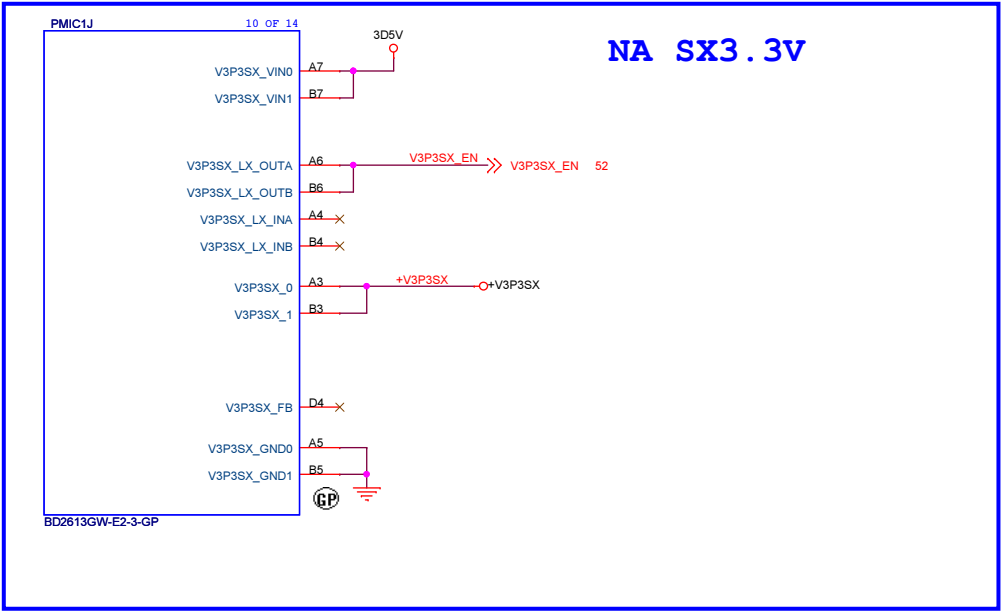 PMIC1J 10 OF 14
NA SX3.3V
3D5V
V3P3SX_VIN0 A7
V3P3SX_VIN1 B7
V3P3SX_LX_OUTA A6 V3P3SX_EN V3P3SX_EN 52
V3P3SX_LX_OUTB B6
V3P3SX_LX_INA A4
V3P3SX_LX_INB B4
V3P3SX_0 A3 +V3P3SX +V3P3SX
V3P3SX_1 B3
V3P3SX_FB D4
V3P3SX_GND0 A5
V3P3SX_GND1 B5
GP
BD2613GW-E2-3-GP